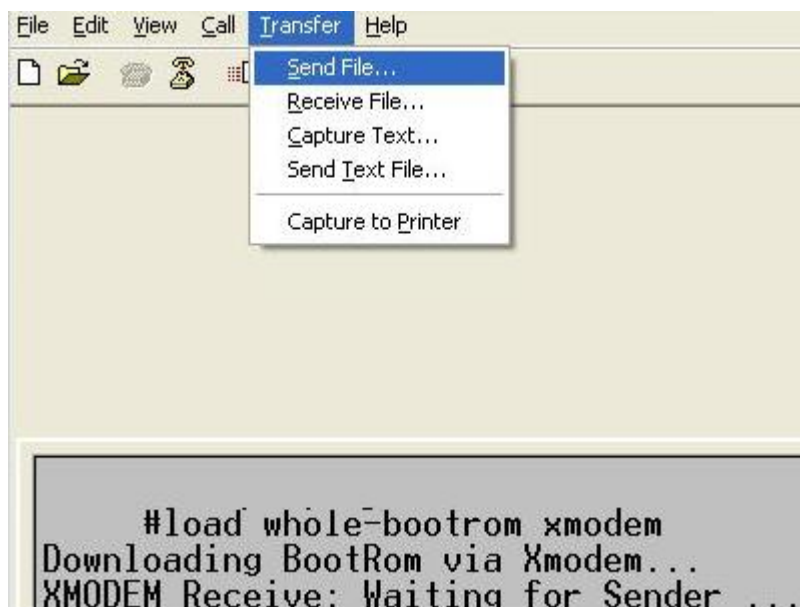 File Edit View Call Transfer Help
Send File...
Receive File...
Capture Text...
Send Text File...
Capture to Printer
#load whole-bootrom xmodem
Downloading BootRom via Xmodem...
XMODEM Receive: Waiting for Sender ...